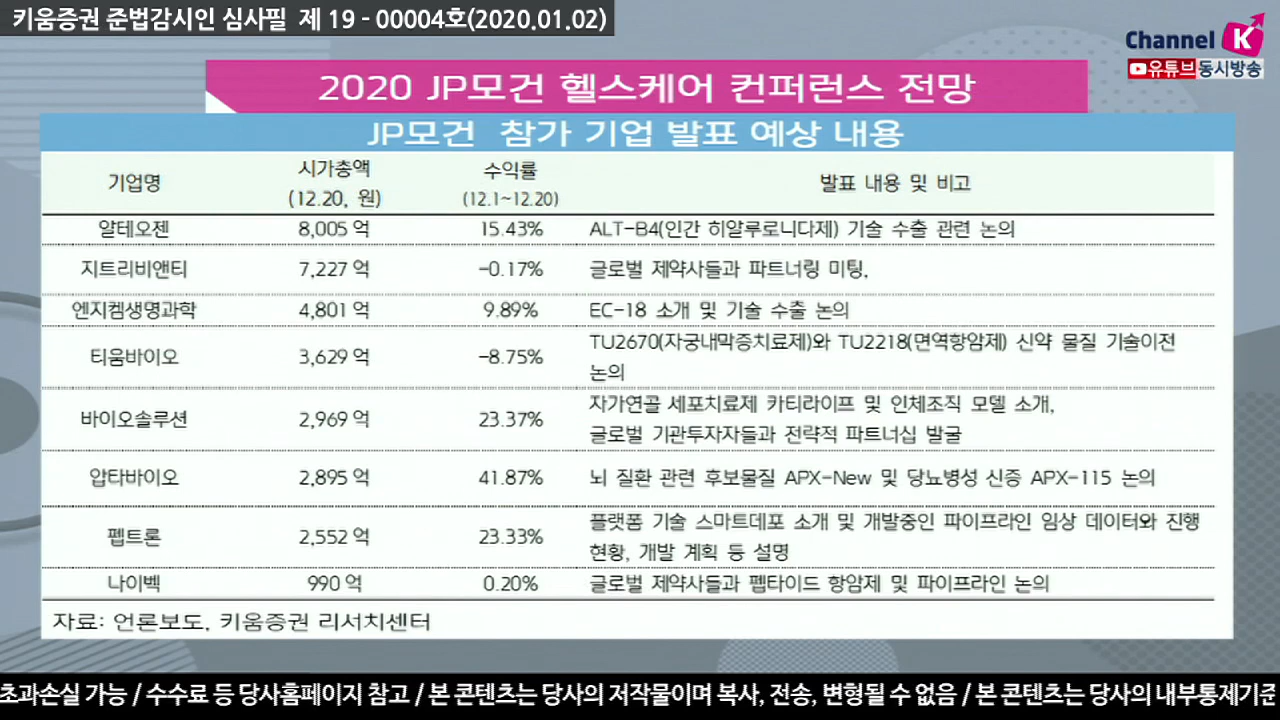 키움증권 준법감시인 심사필 제 19 - 00004호(2020.01.02)
Channel K
유튜브동시방송
2020 JP모건 헬스케어 컨퍼런스 전망
JP모건 참가 기업 발표 예상 내용
기업명 시가총액 (12.20, 원) 수익률 (12.1~12.20) 발표 내용 및 비고
알테오젠 8,005 억 15.43% ALT-B4(인간 히알루로니다제) 기술 수출 관련 논의
지트리비앤티 7,227 억 -0.17% 글로벌 제약사들과 파트너링 미팅.
엔지켐생명과학 4,801 억 9.89% EC-18 소개 및 기술 수출 논의
티움바이오 3,629 억 -8.75% TU2670(자궁내막증치료제)와 TU2218(면역항암제) 신약 물질 기술이전
논의
바이오솔루션 2,969 억 23.37% 자가연골 세포치료제 카티라이프 및 인체조직 모델 소개,
글로벌 기관투자자들과 전략적 파트너십 발굴
압타바이오 2,895 억 41.87% 뇌 질환 관련 후보물질 APX-New 및 당뇨병성 신증 APX-115 논의
펩트론 2,552 억 23.33% 플랫폼 기술 스마트데포 소개 및 개발중인 파이프라인 임상 데이터와 진행
현황, 개발 계획 등 설명
나이벡 990 억 0.20% 글로벌 제약사들과 펩타이드 항암제 및 파이프라인 논의
자료: 언론보도, 키움증권 리서치센터
초과손실 가능 / 수수료 등 당사홈페이지 참고 / 본 콘텐츠는 당사의 저작물이며 복사, 전송, 변형될 수 없음 / 본 콘텐츠는 당사의 내부통제기준